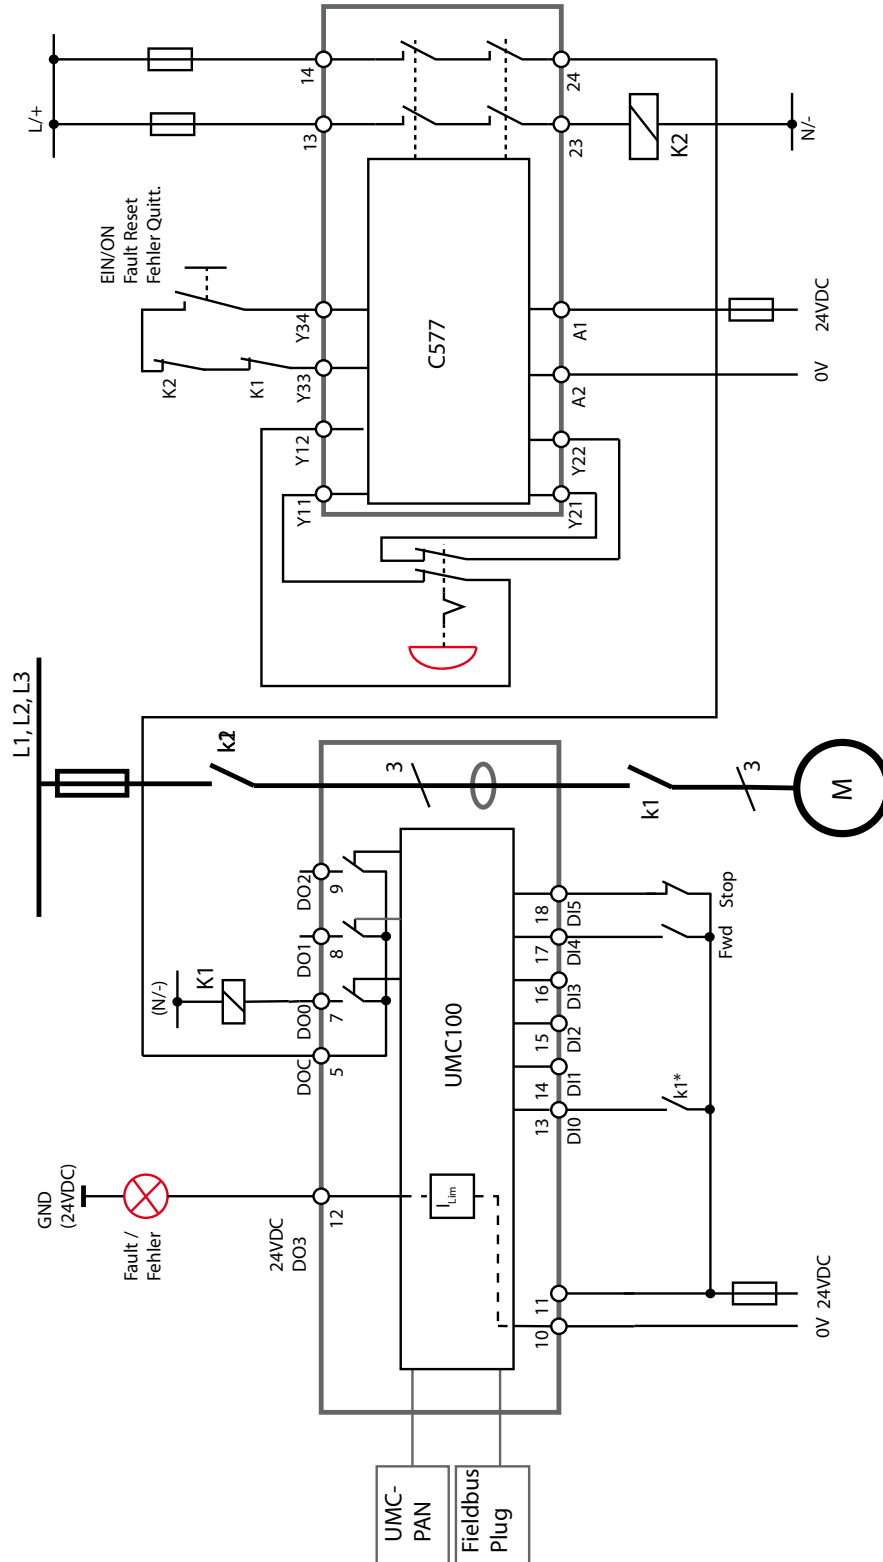 L1, L2, L3
L/+
GND
(24VDC)
Fault /
Fehler
(N/-)
K1
k2
EIN/ON
Fault Reset
Fehler Quitt.
K2
K1
24VDC
DO3
DOC
DO0
DO1
DO2
12
5
7
8
9
3
Y11
Y12
Y33
Y34
13
14
UMC-
PAN
Fieldbus
Plug
ILim
UMC100
C577
10
11
13
14
15
16
17
18
DI0
DI1
DI2
DI3
DI4
DI5
Y21
Y22
A2
A1
23
24
k1
k1*
Fwd
Stop
3
K2
0V
24VDC
M
0V
24VDC
N/-